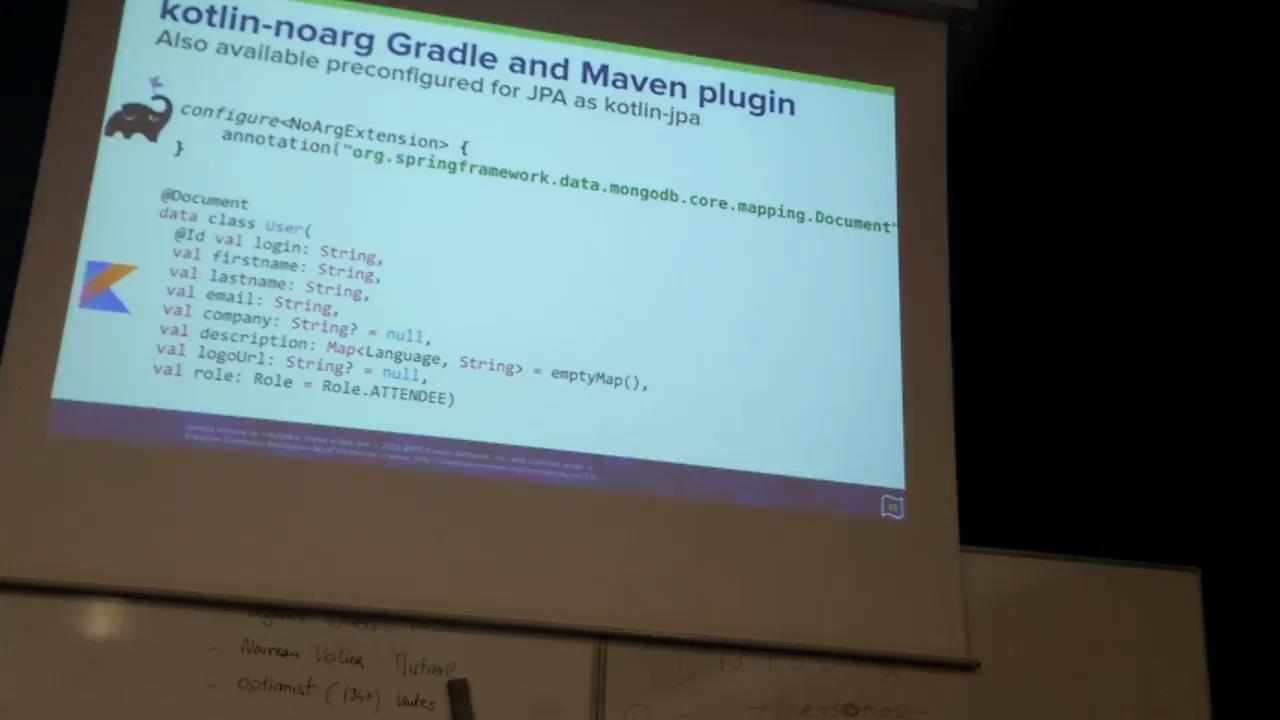 kotlin-noarg Gradle and Maven plugin
Also available preconfigured for JPA as kotlin-jpa
configure<NoArgExtension> {
annotation("org.springframework.data.mongodb.core.mapping.Document"
}
@Document
data class User(
@Id val login: String,
val firstname: String,
val lastname: String,
val email: String,
val company: String? = null,
val description: Map<Language, String> = emptyMap(),
val logoUrl: String? = null,
val role: Role = Role.ATTENDEE)
- Nouveau Voilier
- optimist (1947)